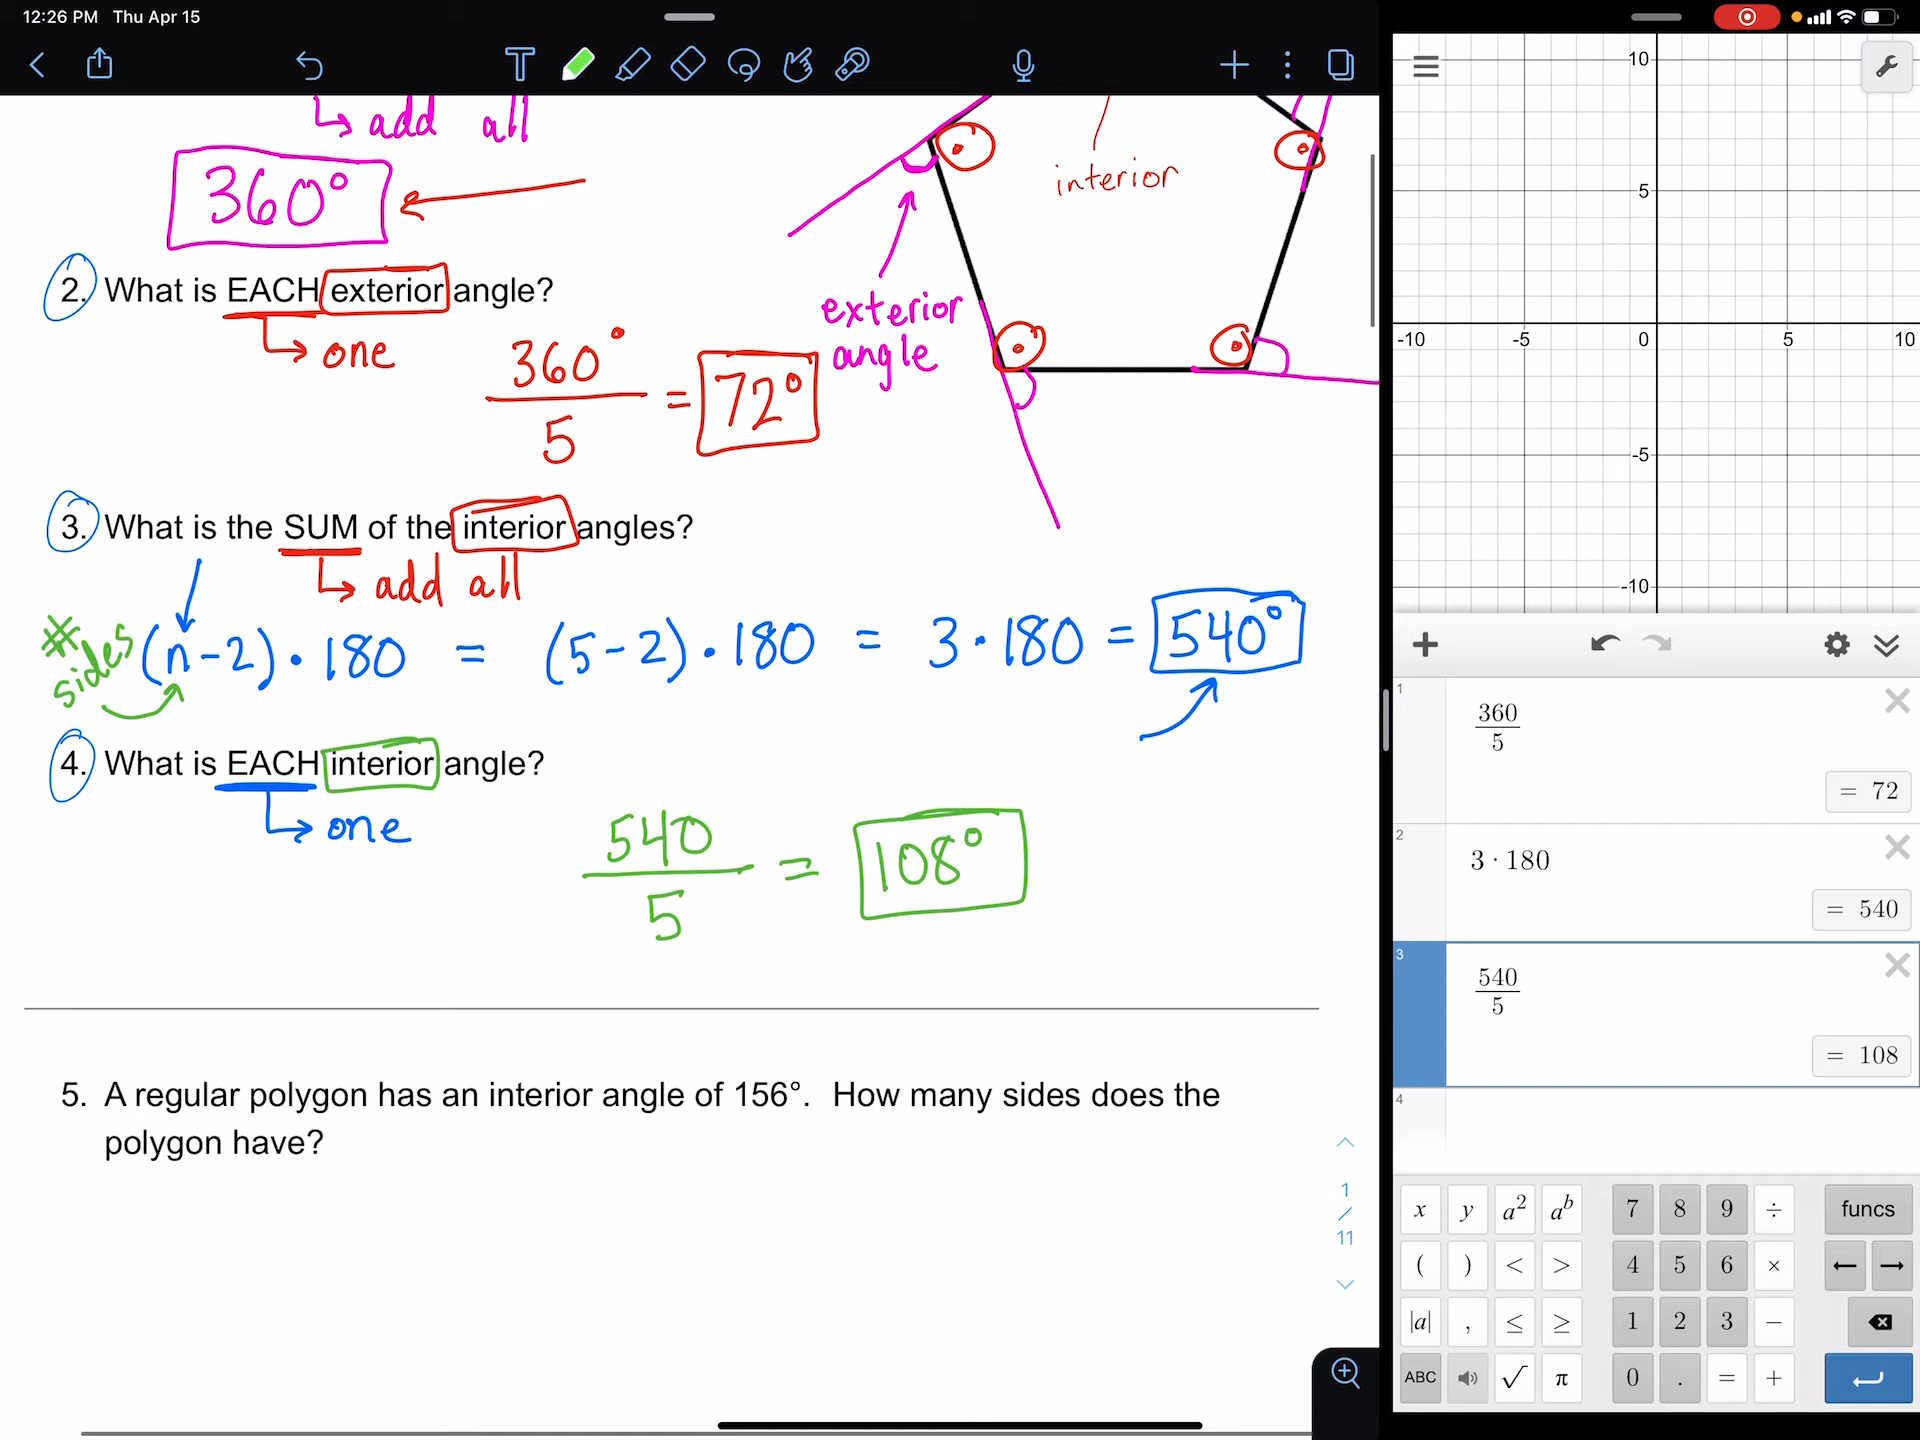 12:26 PM Thu Apr 15
↳ add all
360°
interior
2. What is EACH exterior angle?
↳ one
360° / 5 = 72°
exterior
angle
3. What is the SUM of the interior angles?
↳ add all
# sides
(n-2)·180 = (5-2)·180 = 3·180 = 540°
4. What is EACH interior angle?
↳ one
540 / 5 = 108°
5. A regular polygon has an interior angle of 156°. How many sides does the
polygon have?
1
/
11
10
5
-10 -5 0 5 10
-5
-10
1
360/5
= 72
2
3 · 180
= 540
3
540/5
= 108
4
x y a² aᵇ 7 8 9 ÷ funcs
( ) < > 4 5 6 × ← →
|a| , ≤ ≥ 1 2 3 −
ABC √ π 0 . = +